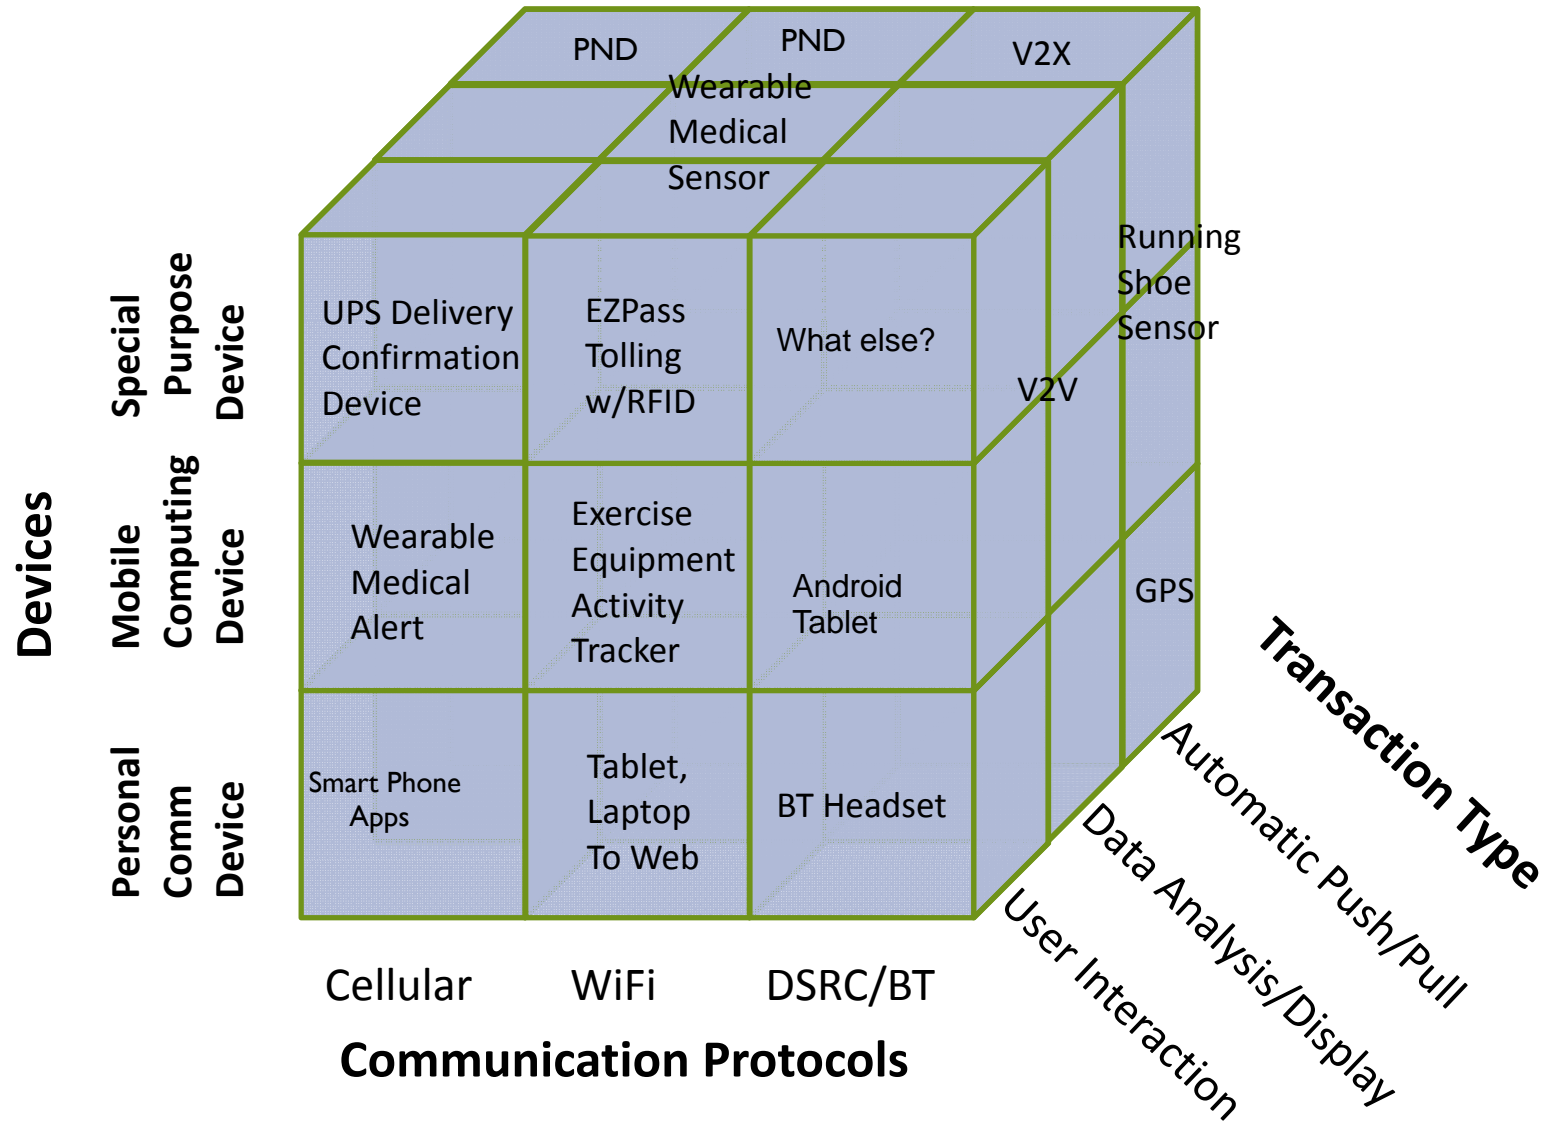 PND
PND
V2X
Wearable
Medical
Sensor
Running
Shoe
Sensor
V2V
GPS
UPS Delivery
Confirmation
Device
EZPass
Tolling
w/RFID
What else?
Wearable
Medical
Alert
Exercise
Equipment
Activity
Tracker
Android
Tablet
Smart Phone
Apps
Tablet,
Laptop
To Web
BT Headset
Devices
Special
Purpose
Device
Mobile
Computing
Device
Personal
Comm
Device
Cellular
WiFi
DSRC/BT
Communication Protocols
User Interaction
Data Analysis/Display
Automatic Push/Pull
Transaction Type